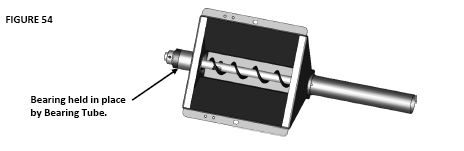 FIGURE 54
Bearing held in place
by Bearing Tube.